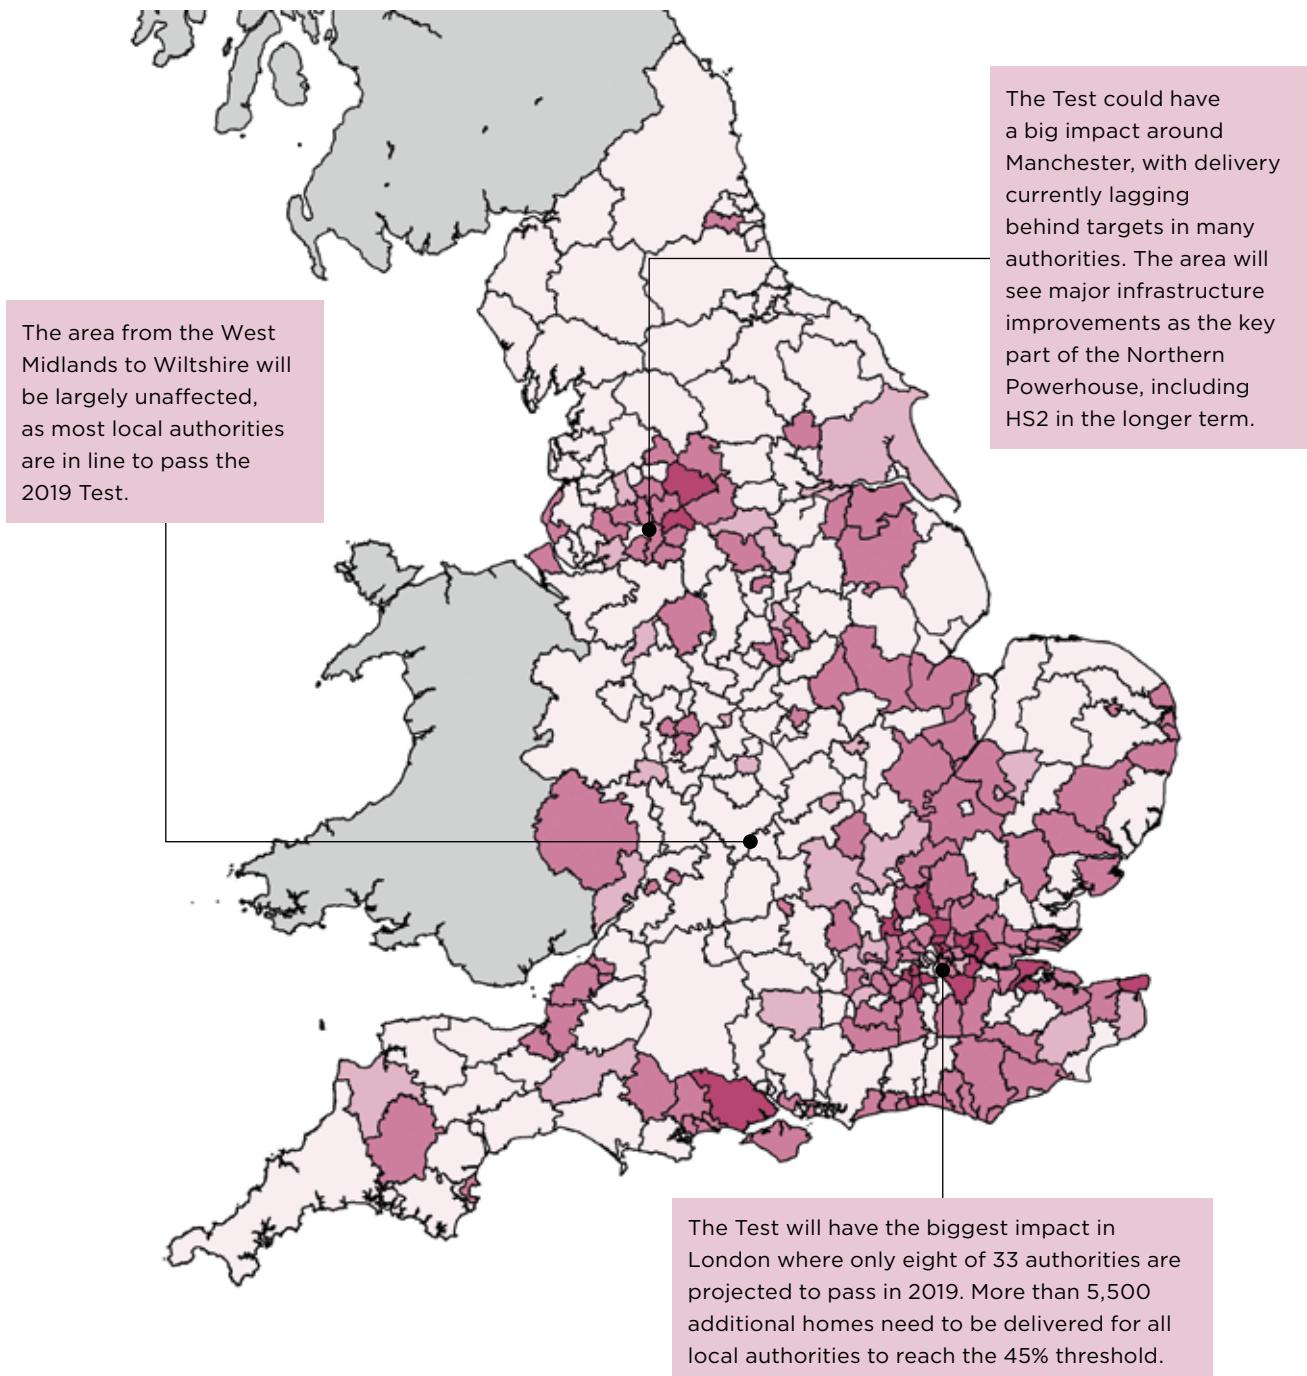 The Test could have
a big impact around
Manchester, with delivery
currently lagging
behind targets in many
authorities. The area will
see major infrastructure
improvements as the key
part of the Northern
Powerhouse, including
HS2 in the longer term.
The area from the West
Midlands to Wiltshire will
be largely unaffected,
as most local authorities
are in line to pass the
2019 Test.
The Test will have the biggest impact in
London where only eight of 33 authorities are
projected to pass in 2019. More than 5,500
additional homes need to be delivered for all
local authorities to reach the 45% threshold.